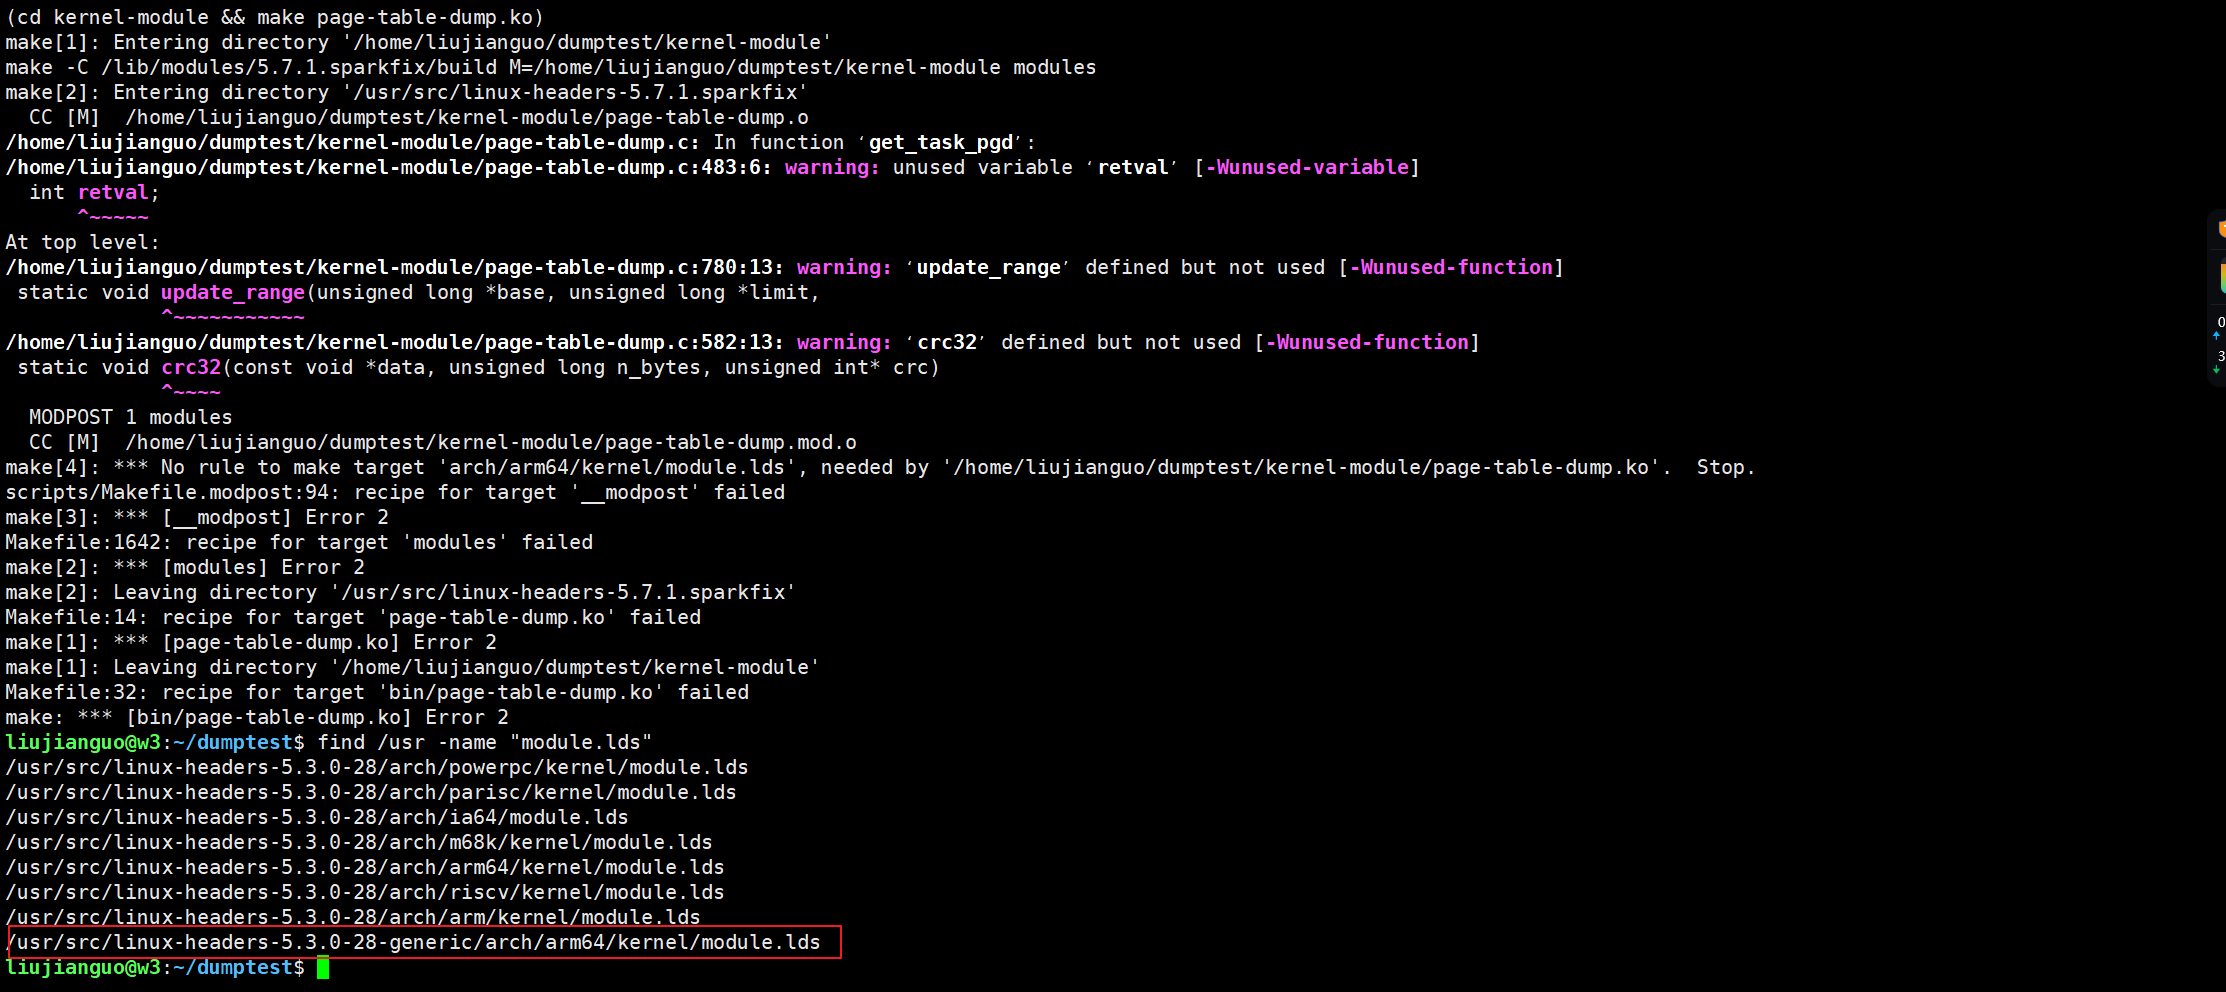 (cd kernel-module && make page-table-dump.ko)
make[1]: Entering directory '/home/liujianguo/dumptest/kernel-module'
make -C /lib/modules/5.7.1.sparkfix/build M=/home/liujianguo/dumptest/kernel-module modules
make[2]: Entering directory '/usr/src/linux-headers-5.7.1.sparkfix'
  CC [M]  /home/liujianguo/dumptest/kernel-module/page-table-dump.o
/home/liujianguo/dumptest/kernel-module/page-table-dump.c: In function ‘get_task_pgd’:
/home/liujianguo/dumptest/kernel-module/page-table-dump.c:483:6: warning: unused variable ‘retval’ [-Wunused-variable]
  int retval;
      ^~~~~~
At top level:
/home/liujianguo/dumptest/kernel-module/page-table-dump.c:780:13: warning: ‘update_range’ defined but not used [-Wunused-function]
 static void update_range(unsigned long *base, unsigned long *limit,
             ^~~~~~~~~~~~
/home/liujianguo/dumptest/kernel-module/page-table-dump.c:582:13: warning: ‘crc32’ defined but not used [-Wunused-function]
 static void crc32(const void *data, unsigned long n_bytes, unsigned int* crc)
             ^~~~~
  MODPOST 1 modules
  CC [M]  /home/liujianguo/dumptest/kernel-module/page-table-dump.mod.o
make[4]: *** No rule to make target 'arch/arm64/kernel/module.lds', needed by '/home/liujianguo/dumptest/kernel-module/page-table-dump.ko'.  Stop.
scripts/Makefile.modpost:94: recipe for target '__modpost' failed
make[3]: *** [__modpost] Error 2
Makefile:1642: recipe for target 'modules' failed
make[2]: *** [modules] Error 2
make[2]: Leaving directory '/usr/src/linux-headers-5.7.1.sparkfix'
Makefile:14: recipe for target 'page-table-dump.ko' failed
make[1]: *** [page-table-dump.ko] Error 2
make[1]: Leaving directory '/home/liujianguo/dumptest/kernel-module'
Makefile:32: recipe for target 'bin/page-table-dump.ko' failed
make: *** [bin/page-table-dump.ko] Error 2
liujianguo@w3:~/dumptest$ find /usr -name "module.lds"
/usr/src/linux-headers-5.3.0-28/arch/powerpc/kernel/module.lds
/usr/src/linux-headers-5.3.0-28/arch/parisc/kernel/module.lds
/usr/src/linux-headers-5.3.0-28/arch/ia64/module.lds
/usr/src/linux-headers-5.3.0-28/arch/m68k/kernel/module.lds
/usr/src/linux-headers-5.3.0-28/arch/arm64/kernel/module.lds
/usr/src/linux-headers-5.3.0-28/arch/riscv/kernel/module.lds
/usr/src/linux-headers-5.3.0-28/arch/arm/kernel/module.lds
/usr/src/linux-headers-5.3.0-28-generic/arch/arm64/kernel/module.lds
liujianguo@w3:~/dumptest$
0
3